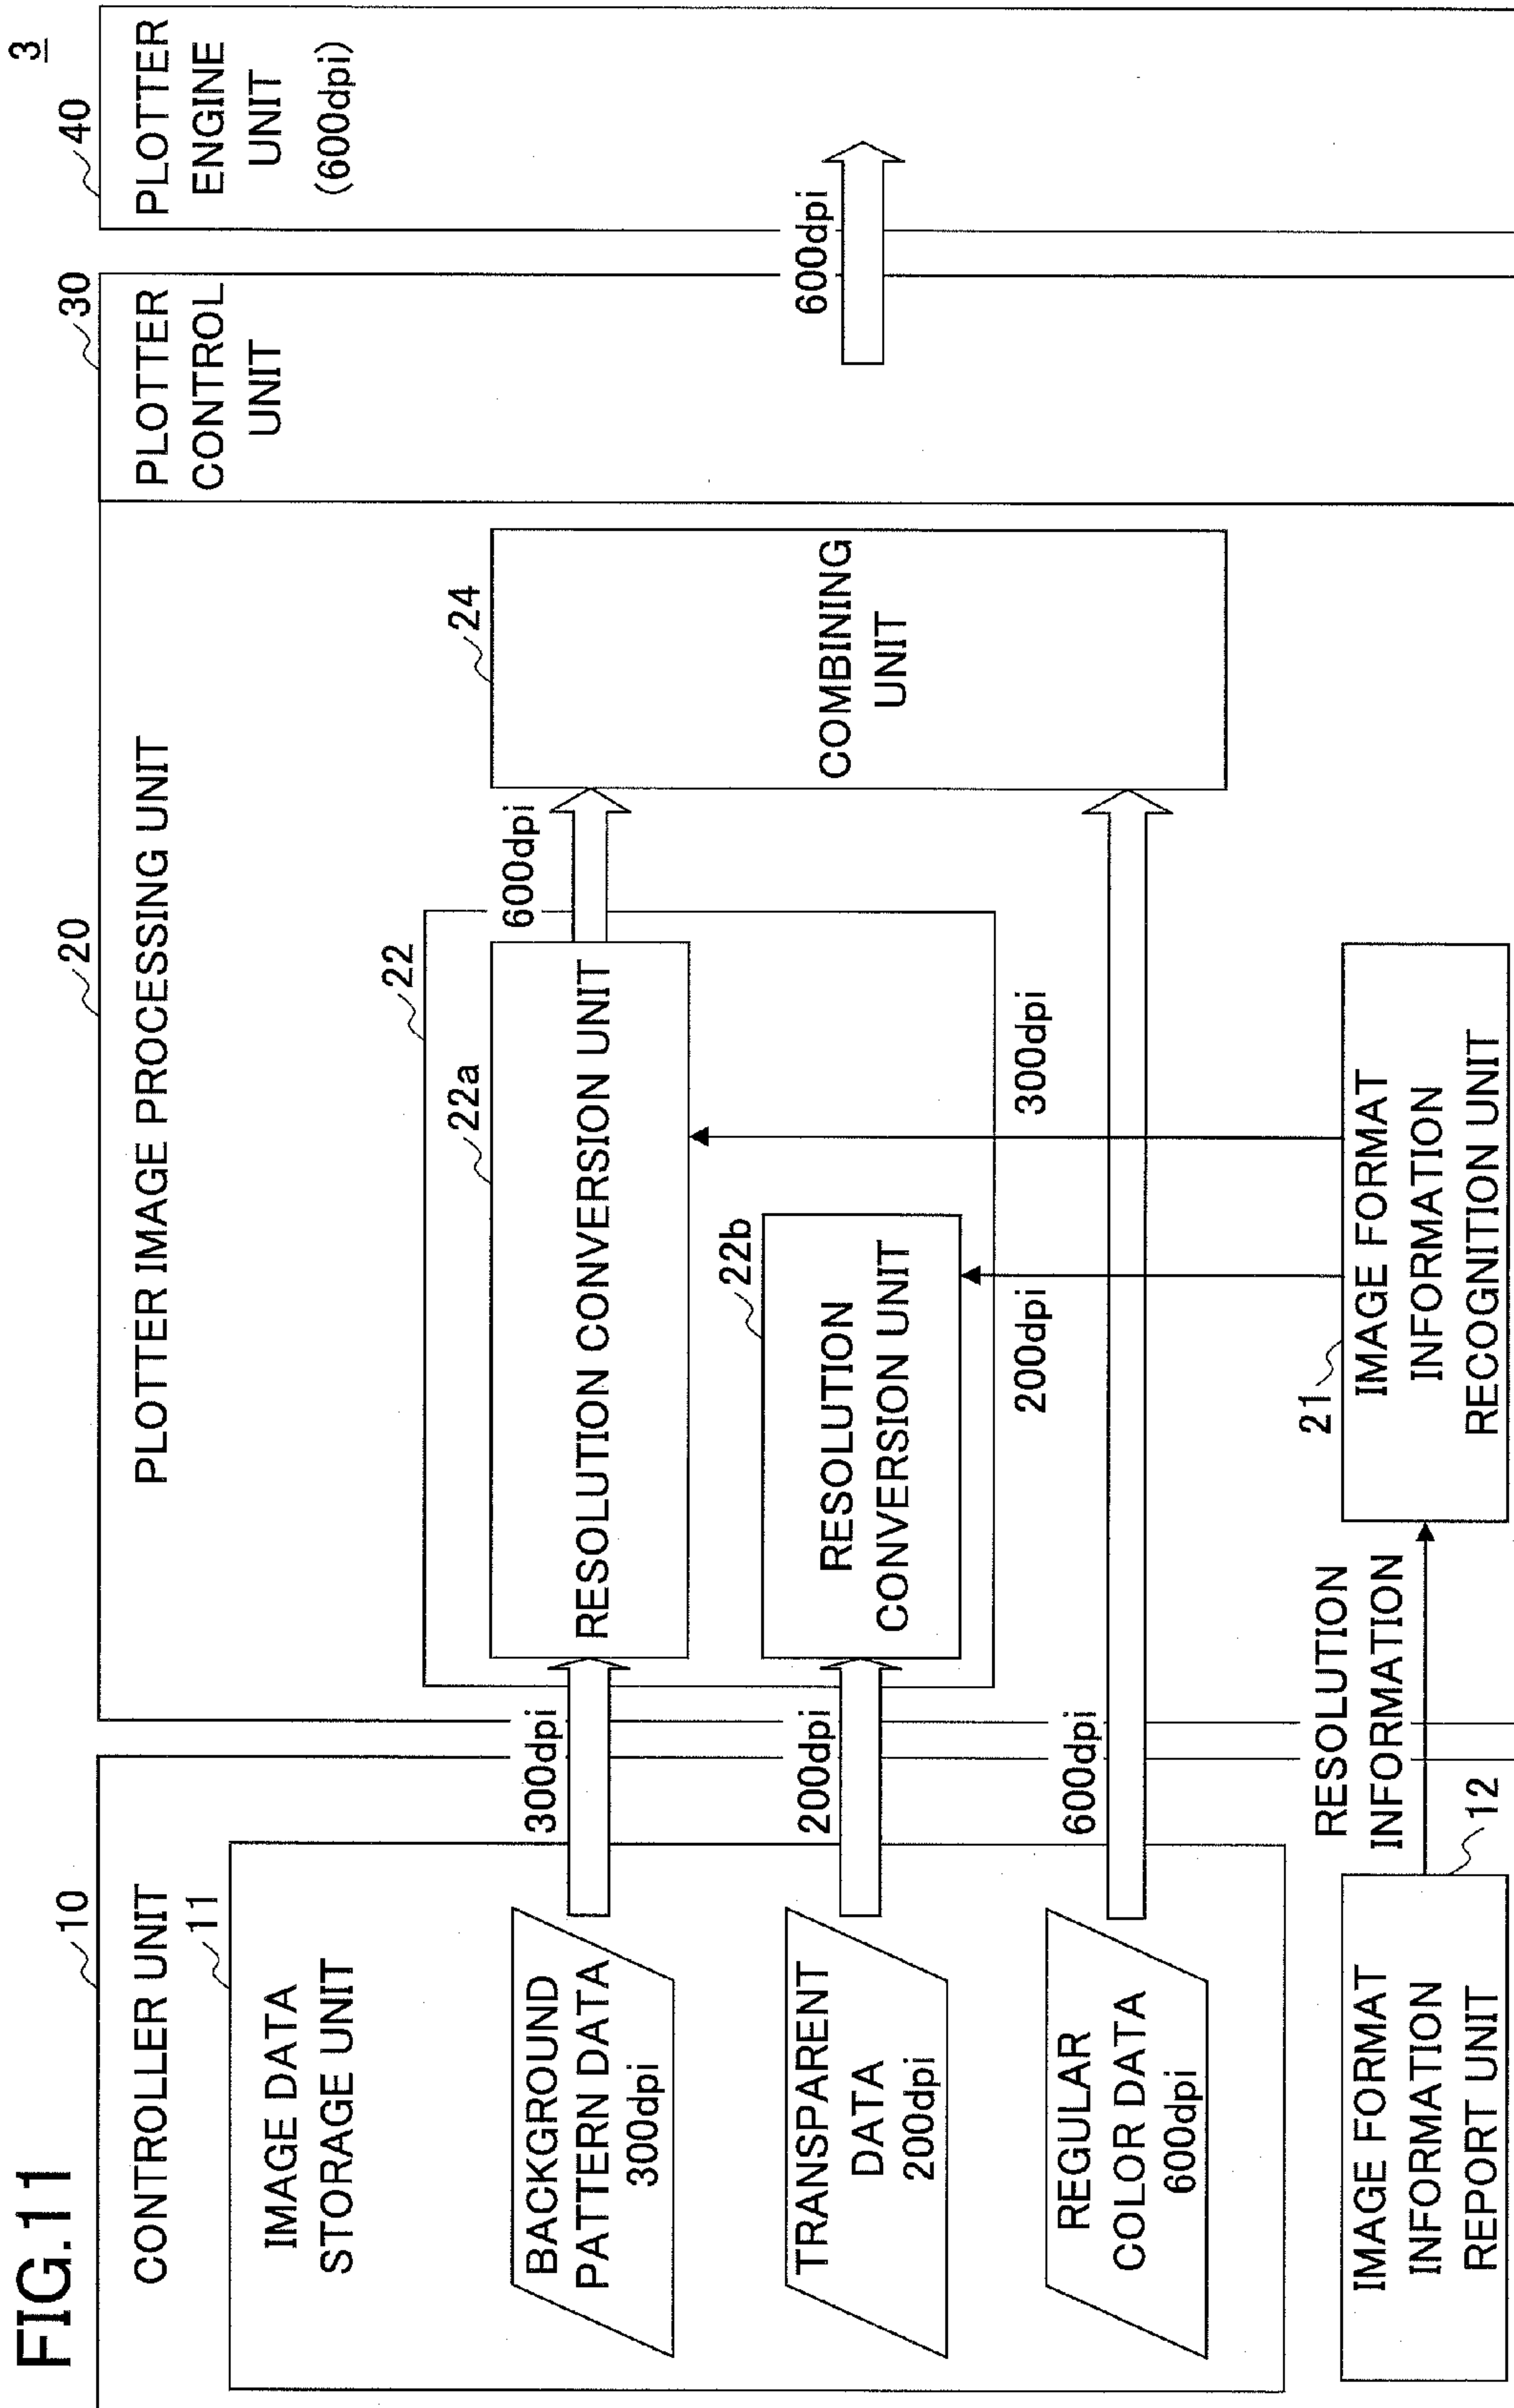 FIG.11
3
10
CONTROLLER UNIT
11
IMAGE DATA
STORAGE UNIT
BACKGROUND
PATTERN DATA
300dpi
TRANSPARENT
DATA
200dpi
REGULAR
COLOR DATA
600dpi
IMAGE FORMAT
INFORMATION
REPORT UNIT
12
300dpi
200dpi
600dpi
RESOLUTION
INFORMATION
20
PLOTTER IMAGE PROCESSING UNIT
22
22a
RESOLUTION CONVERSION UNIT
22b
RESOLUTION
CONVERSION UNIT
200dpi
300dpi
21
IMAGE FORMAT
INFORMATION
RECOGNITION UNIT
600dpi
24
COMBINING
UNIT
30
PLOTTER
CONTROL
UNIT
600dpi
40
PLOTTER
ENGINE
UNIT
(600dpi)